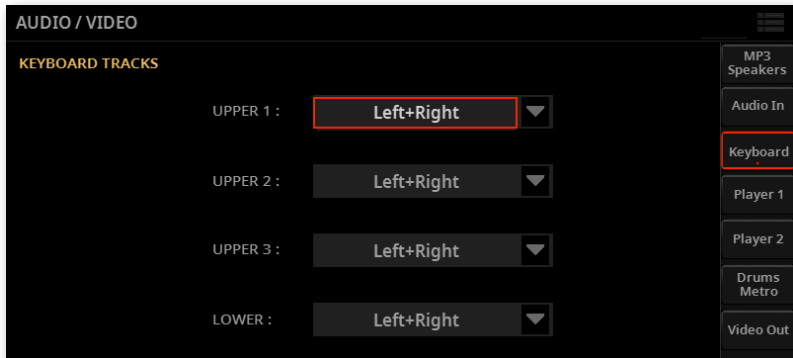 AUDIO / VIDEO
KEYBOARD TRACKS
UPPER 1 :
Left+Right
UPPER 2 :
Left+Right
UPPER 3 :
Left+Right
LOWER :
Left+Right
MP3
Speakers
Audio In
Keyboard
Player 1
Player 2
Drums
Metro
Video Out